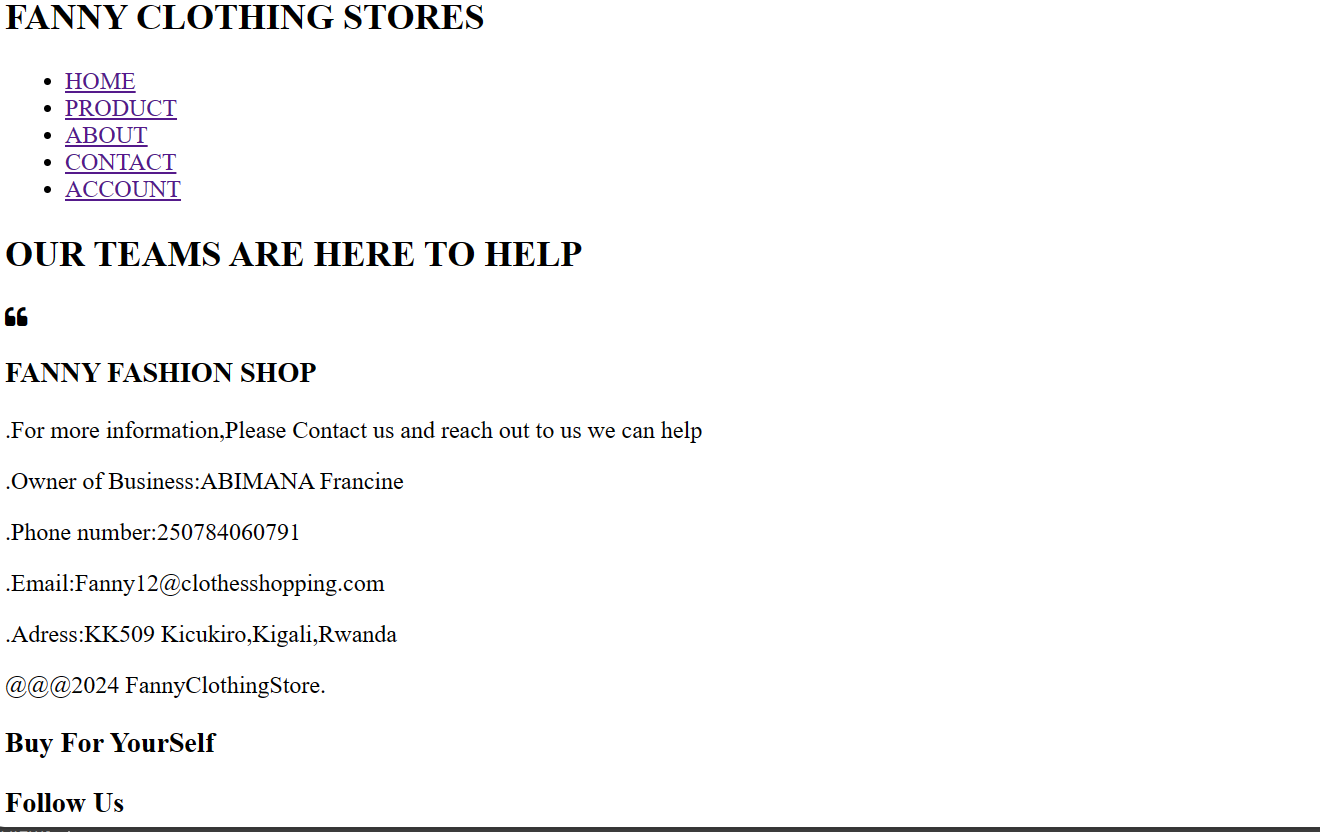 FANNY CLOTHING STORES
HOME
PRODUCT
ABOUT
CONTACT
ACCOUNT
OUR TEAMS ARE HERE TO HELP
❝
FANNY FASHION SHOP
.For more information,Please Contact us and reach out to us we can help
.Owner of Business:ABIMANA Francine
.Phone number:250784060791
.Email:Fanny12@clothesshopping.com
.Adress:KK509 Kicukiro,Kigali,Rwanda
@@@2024 FannyClothingStore.
Buy For YourSelf
Follow Us